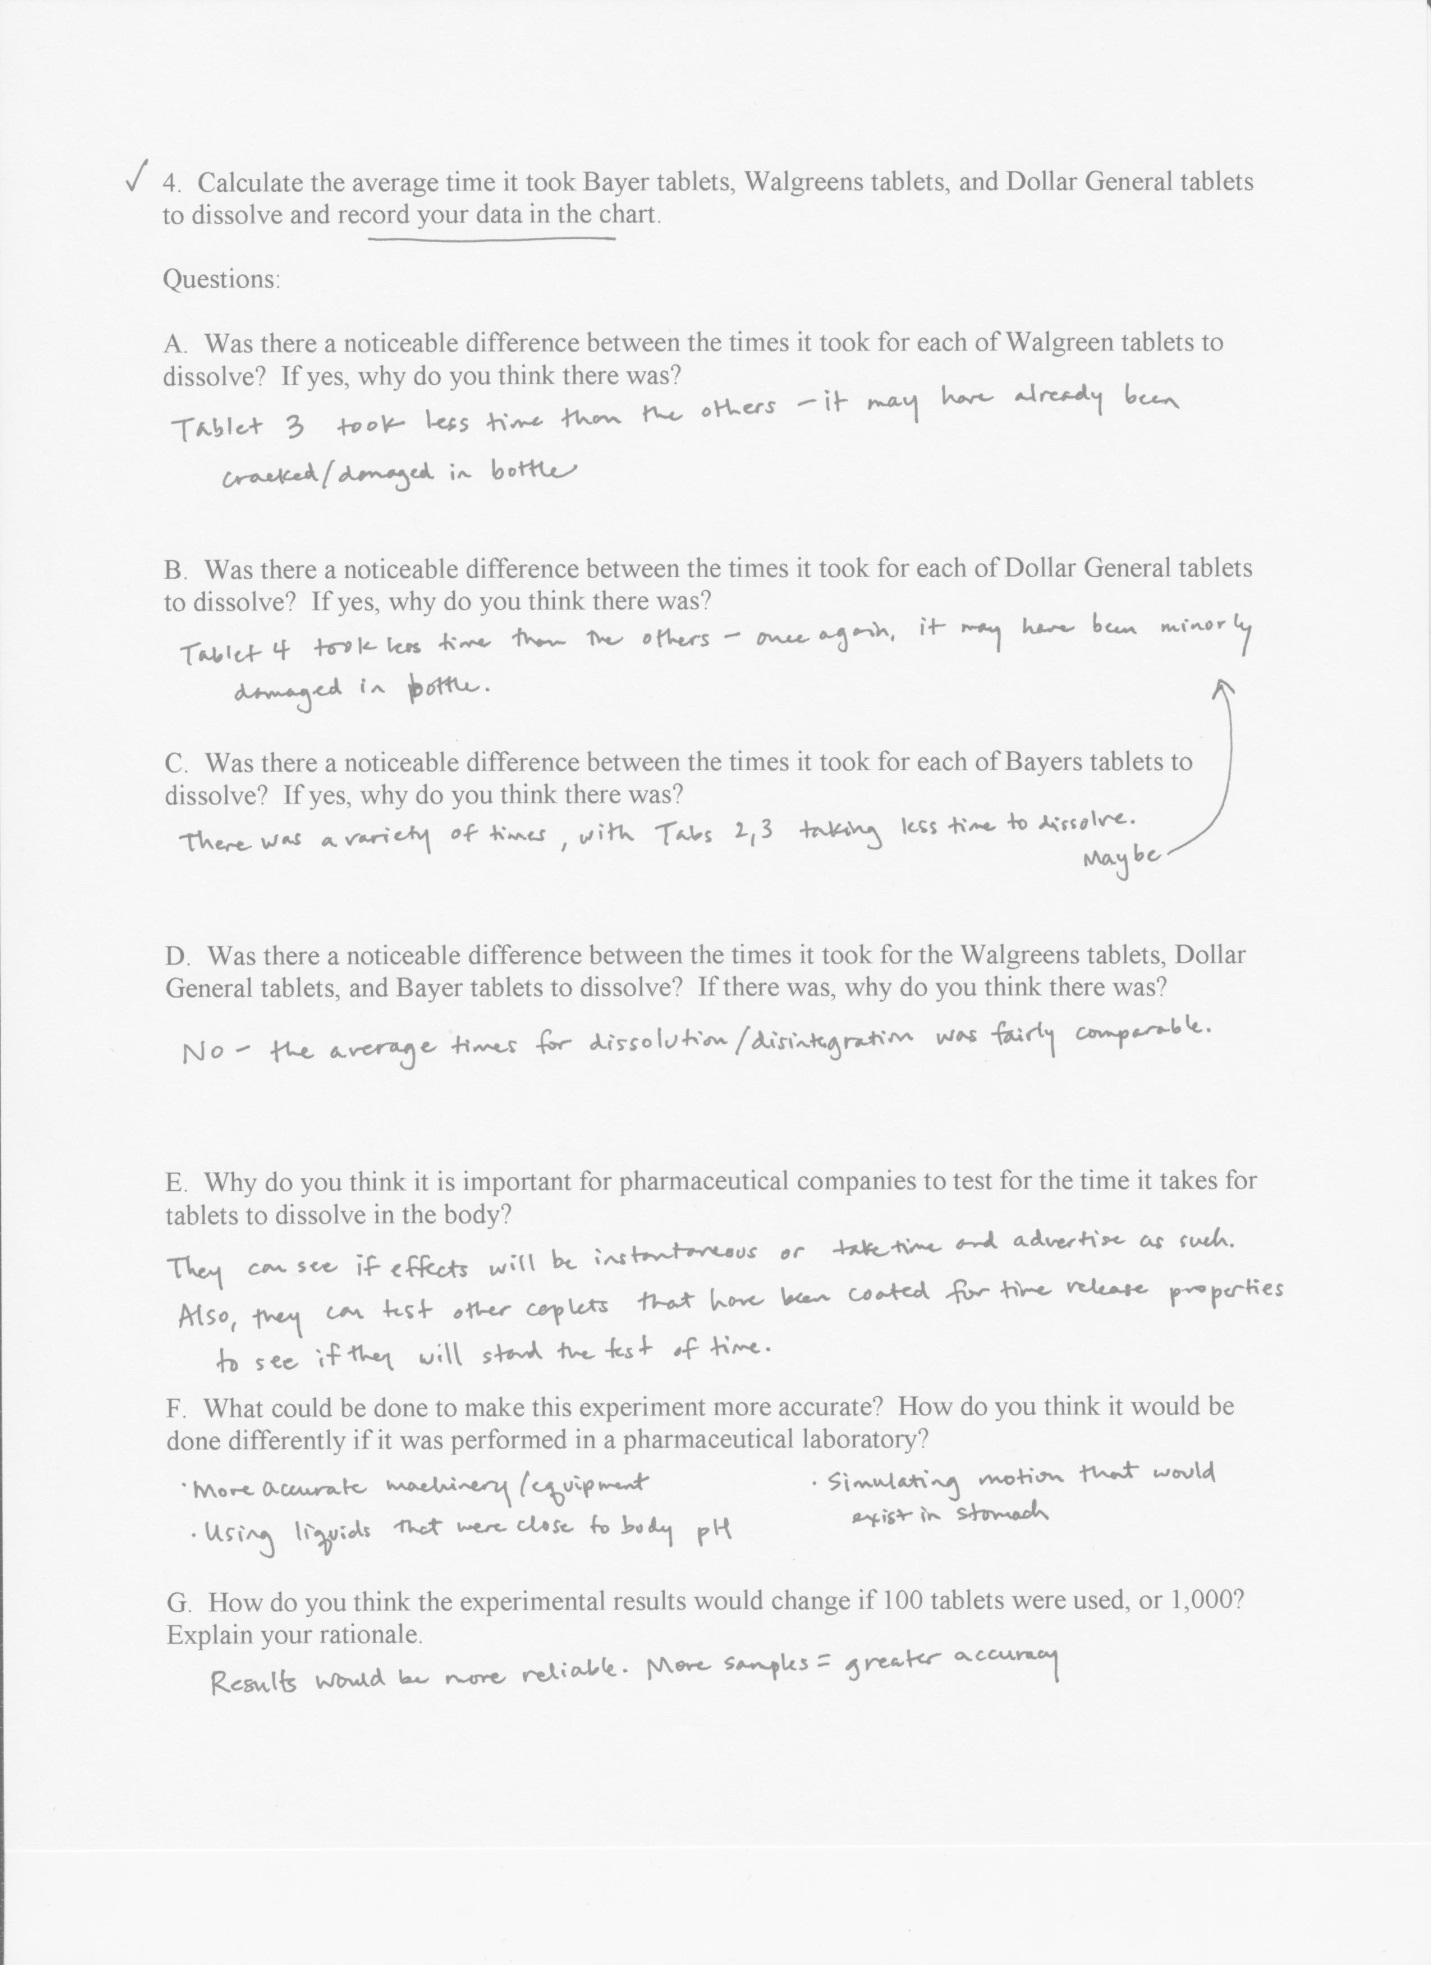 ✓ 4. Calculate the average time it took Bayer tablets, Walgreens tablets, and Dollar General tablets
to dissolve and record your data in the chart.
Questions:
A. Was there a noticeable difference between the times it took for each of Walgreen tablets to
dissolve? If yes, why do you think there was?
Tablet 3 took less time than the others - it may have already been
cracked/damaged in bottle
B. Was there a noticeable difference between the times it took for each of Dollar General tablets
to dissolve? If yes, why do you think there was?
Tablet 4 took less time than the others - once again, it may have been minorly
damaged in bottle.
C. Was there a noticeable difference between the times it took for each of Bayers tablets to
dissolve? If yes, why do you think there was?
There was a variety of times, with Tabs 2,3 taking less time to dissolve.
Maybe
D. Was there a noticeable difference between the times it took for the Walgreens tablets, Dollar
General tablets, and Bayer tablets to dissolve? If there was, why do you think there was?
No - the average times for dissolution/disintegration was fairly comparable.
E. Why do you think it is important for pharmaceutical companies to test for the time it takes for
tablets to dissolve in the body?
They can see if effects will be instantaneous or take time and advertise as such.
Also, they can test other caplets that have been coated for time release properties
to see if they will stand the test of time.
F. What could be done to make this experiment more accurate? How do you think it would be
done differently if it was performed in a pharmaceutical laboratory?
· More accurate machinery/equipment
· Using liquids that were close to body pH
· Simulating motion that would
exist in stomach
G. How do you think the experimental results would change if 100 tablets were used, or 1,000?
Explain your rationale.
Results would be more reliable. More samples = greater accuracy